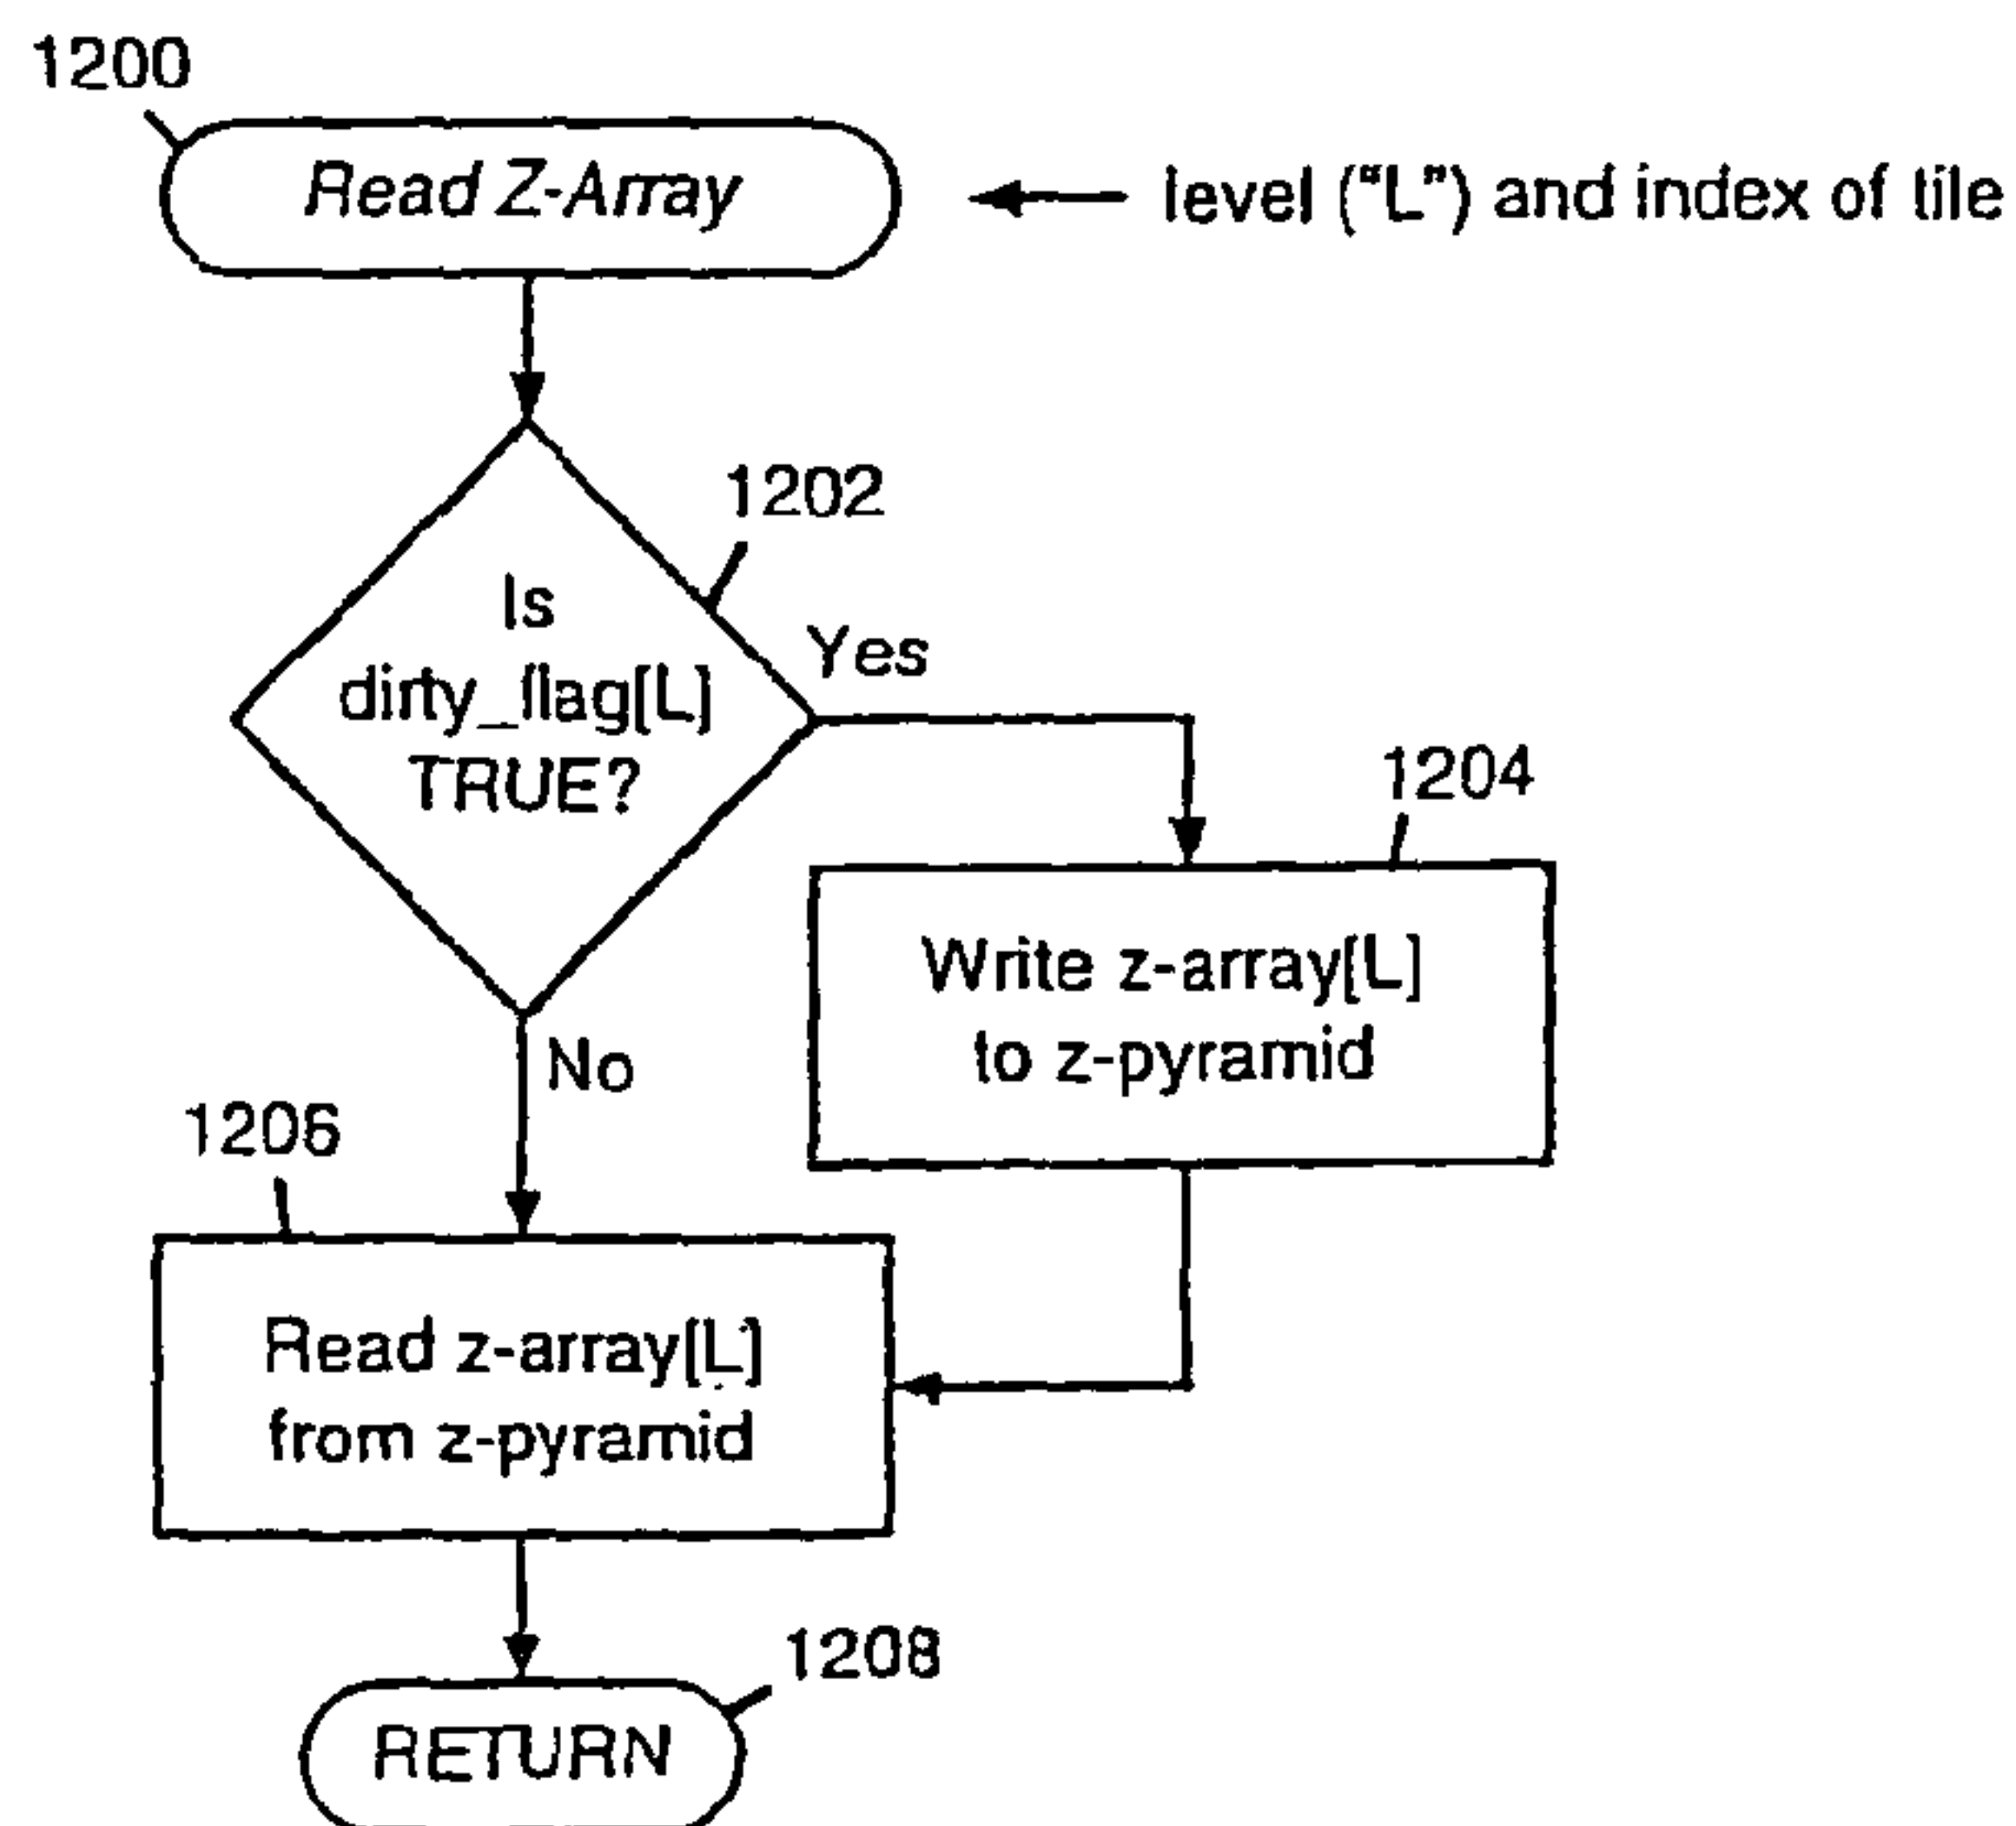 1200
Read Z-Array
level ("L") and index of tile
1202
Is
dirty_flag[L]
TRUE?
Yes
1204
Write z-array[L]
to z-pyramid
No
1206
Read z-array[L]
from z-pyramid
1208
RETURN